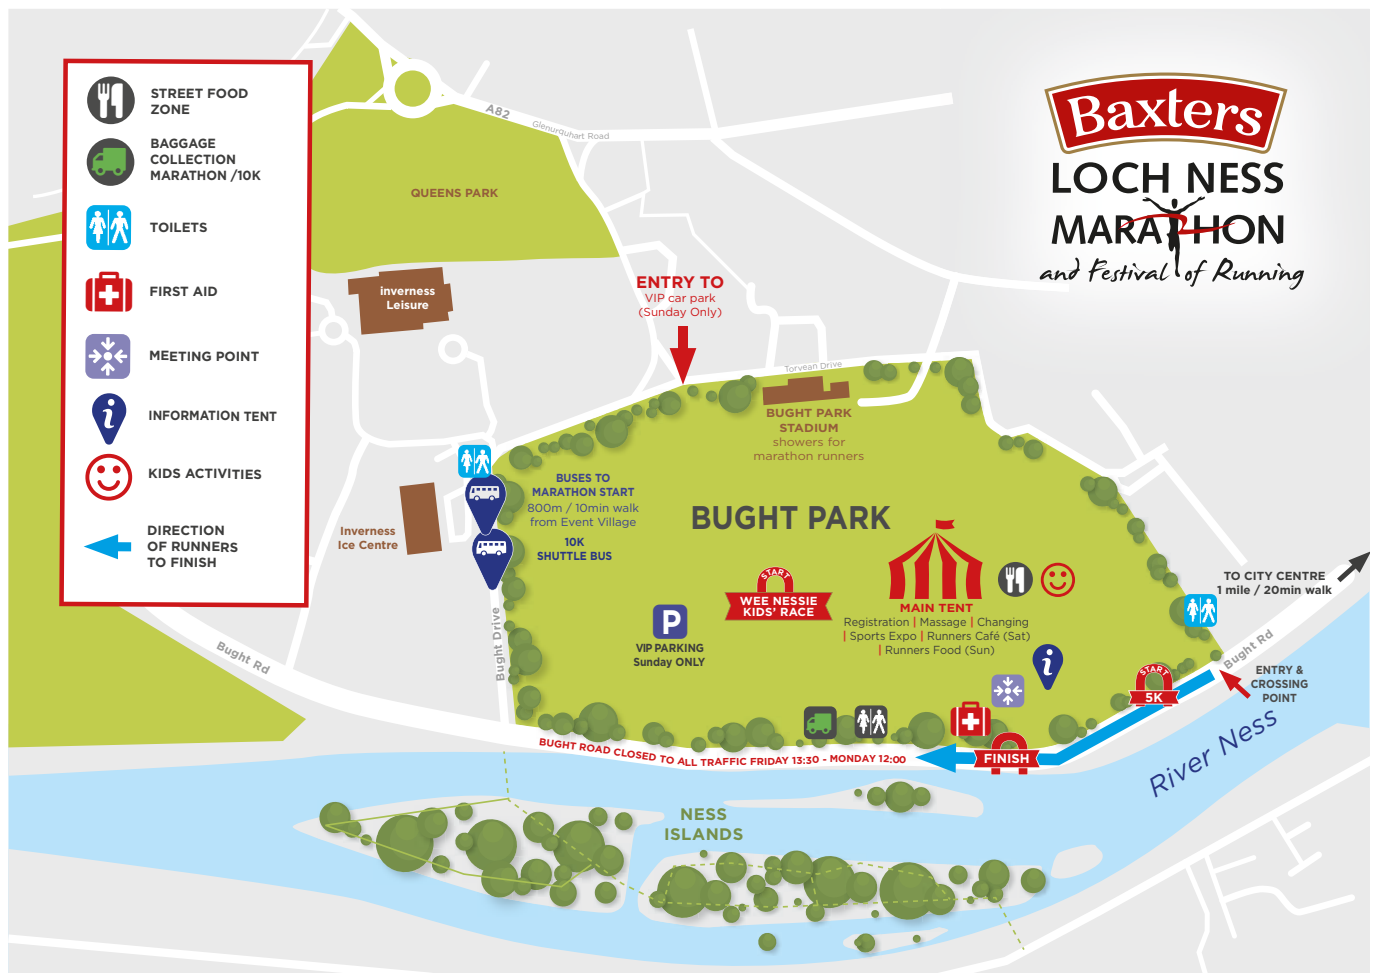 STREET FOOD
ZONE
BAGGAGE
COLLECTION
MARATHON /10K
TOILETS
FIRST AID
MEETING POINT
i
INFORMATION TENT
KIDS ACTIVITIES
DIRECTION
OF RUNNERS
TO FINISH
Baxters
LOCH NESS
MARATHON
and Festival of Running
A82
Glenurquhart Road
QUEENS PARK
inverness
Leisure
ENTRY TO
VIP car park
(Sunday Only)
Torvean Drive
BUGHT PARK
STADIUM
showers for
marathon runners
BUSES TO
MARATHON START
800m / 10min walk
from Event Village
10K
SHUTTLE BUS
Inverness
Ice Centre
BUGHT PARK
START
WEE NESSIE
KIDS' RACE
MAIN TENT
Registration | Massage | Changing
| Sports Expo | Runners Café (Sat)
| Runners Food (Sun)
P
VIP PARKING
Sunday ONLY
i
TO CITY CENTRE
1 mile / 20min walk
Bught Rd
ENTRY &
CROSSING
POINT
START
5K
FINISH
Bught Drive
Bught Rd
BUGHT ROAD CLOSED TO ALL TRAFFIC FRIDAY 13:30 - MONDAY 12:00
River Ness
NESS
ISLANDS